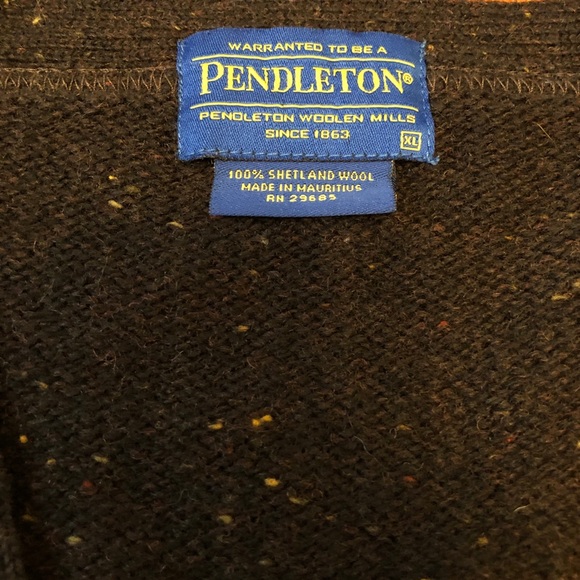 WARRANTED TO BE A
PENDLETON®
PENDLETON WOOLEN MILLS
SINCE 1863
XL
100% SHETLAND WOOL
MADE IN MAURITIUS
RN 29685